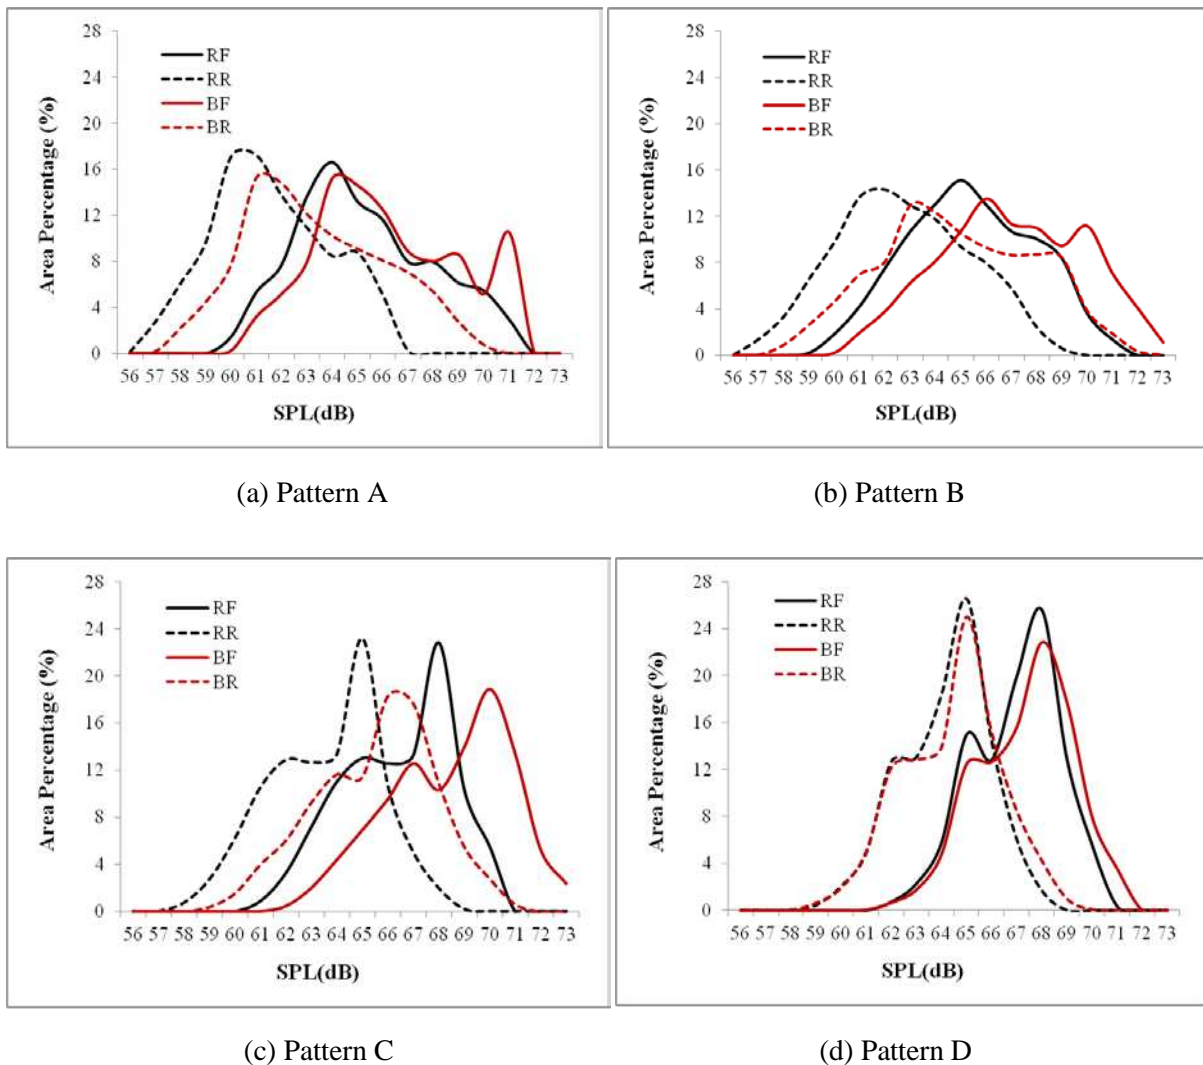 28
24
20
16
12
8
4
0
Area Percentage (%)
RF
RR
BF
BR
56 57 58 59 60 61 62 63 64 65 66 67 68 69 70 71 72 73
SPL(dB)
(a) Pattern A
28
24
20
16
12
8
4
0
Area Percentage (%)
RF
RR
BF
BR
56 57 58 59 60 61 62 63 64 65 66 67 68 69 70 71 72 73
SPL(dB)
(b) Pattern B
28
24
20
16
12
8
4
0
Area Percentage (%)
RF
RR
BF
BR
56 57 58 59 60 61 62 63 64 65 66 67 68 69 70 71 72 73
SPL(dB)
(c) Pattern C
28
24
20
16
12
8
4
0
Area Percentage (%)
RF
RR
BF
BR
56 57 58 59 60 61 62 63 64 65 66 67 68 69 70 71 72 73
SPL(dB)
(d) Pattern D